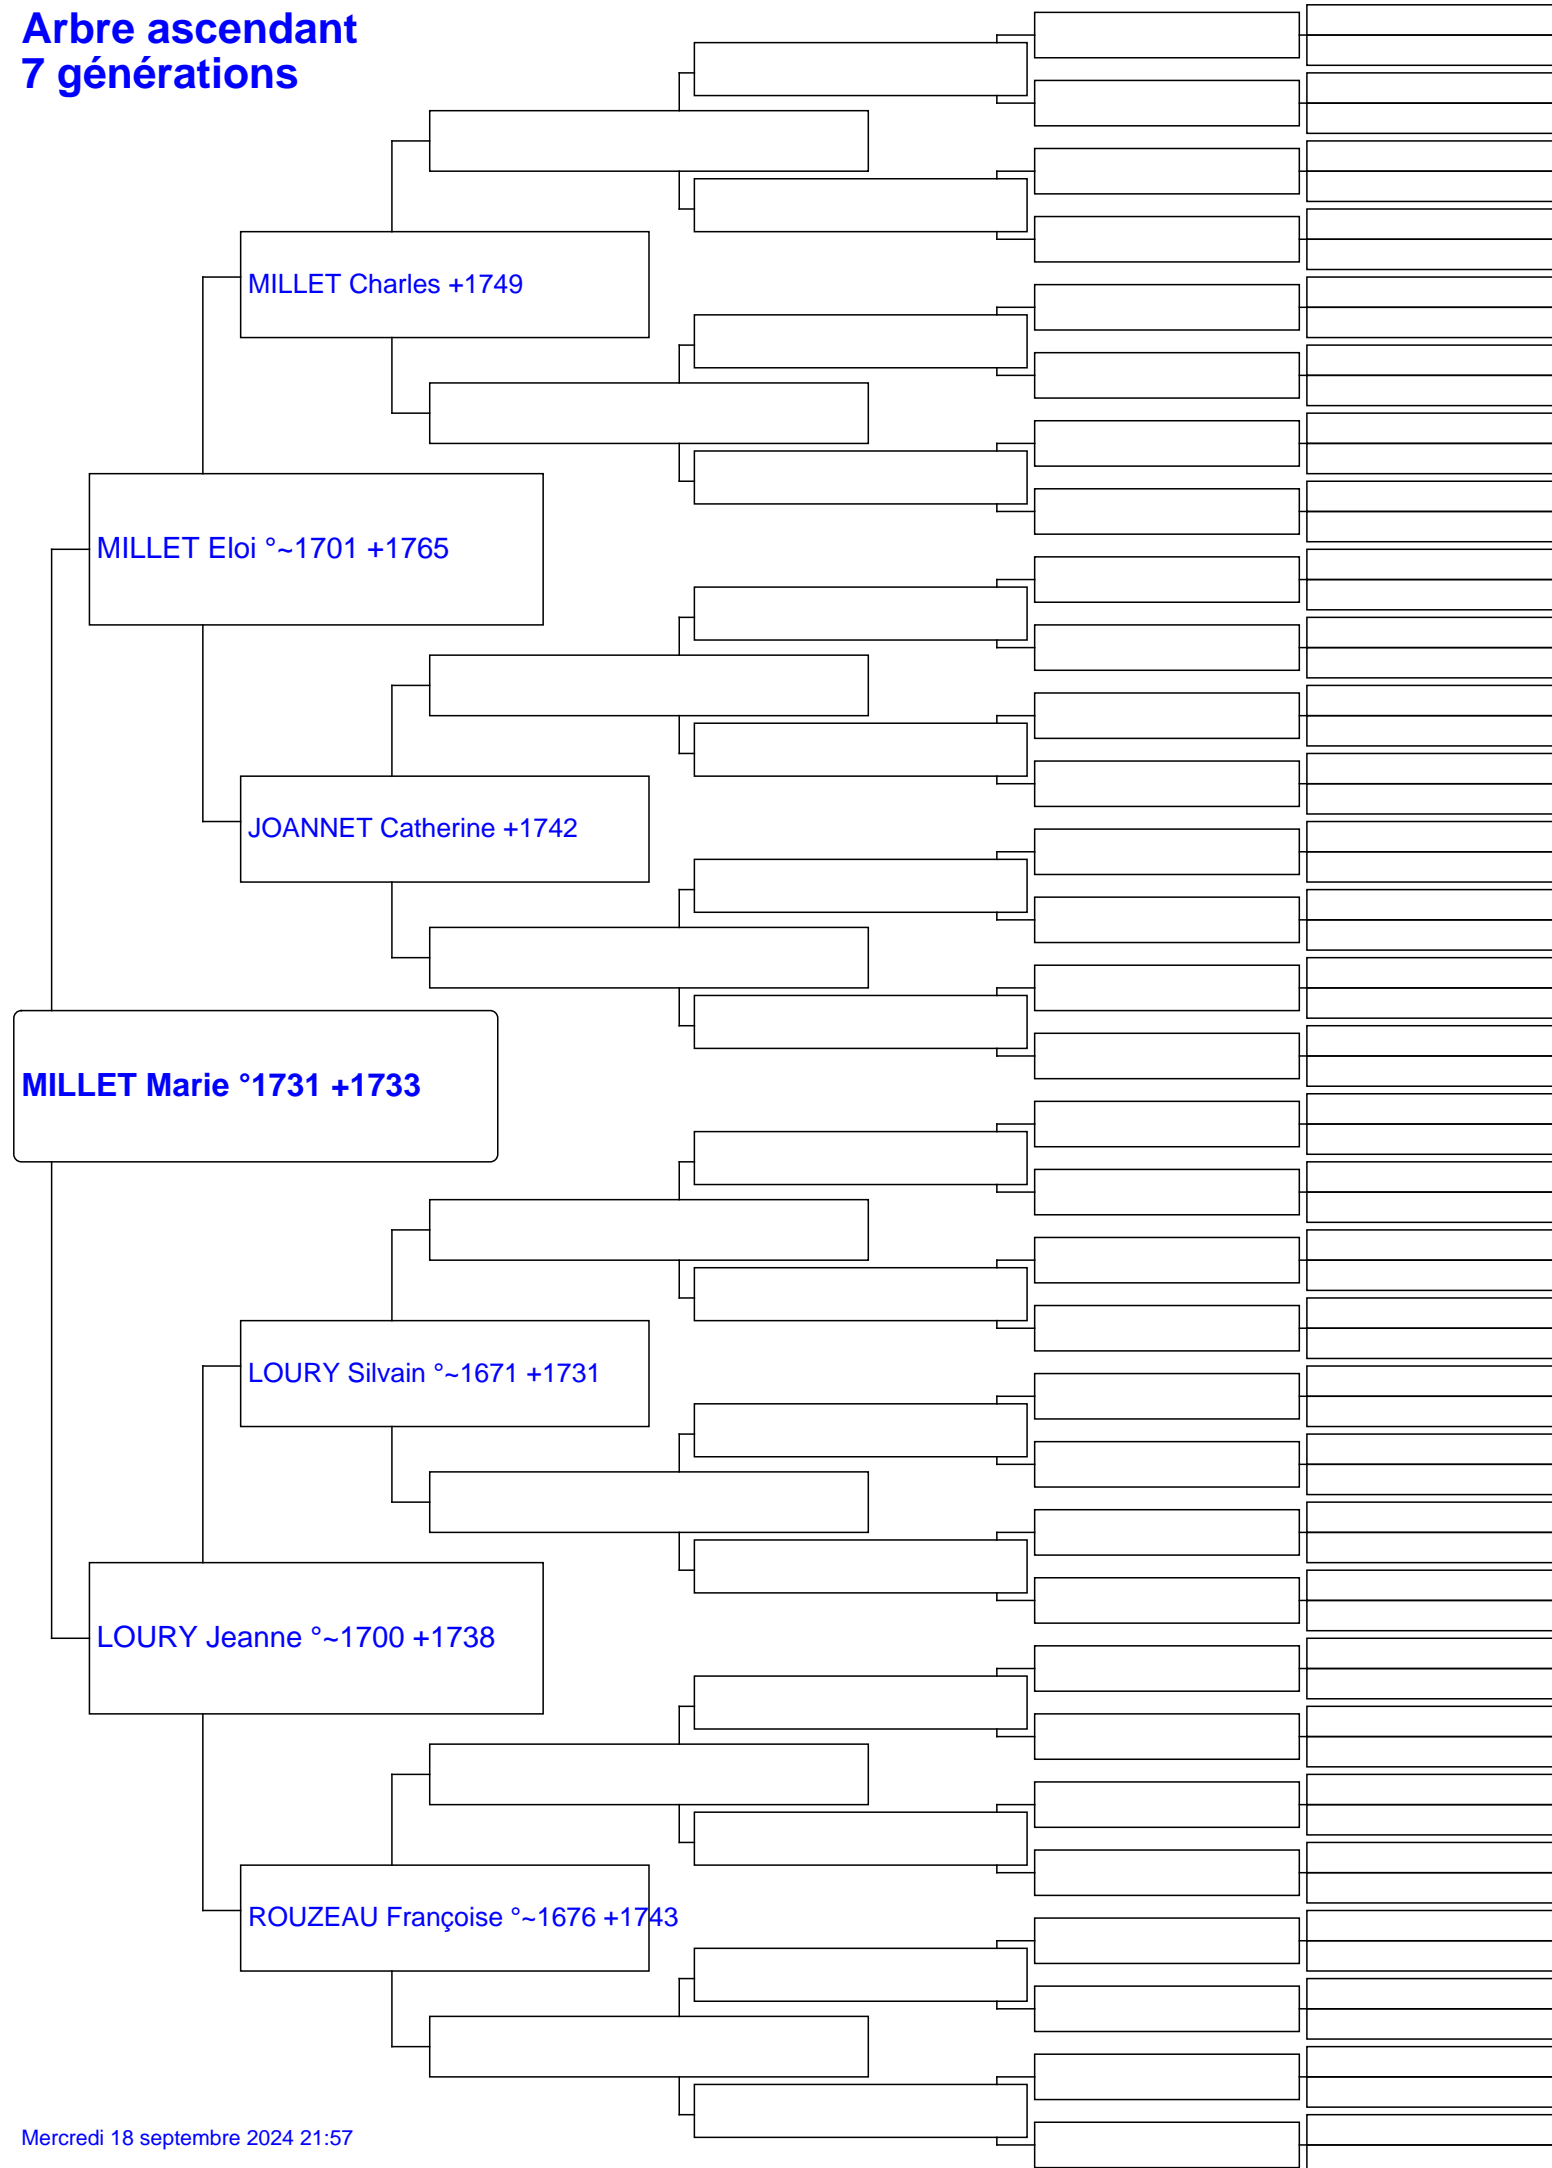 Arbre ascendant
7 générations
MILLET Charles +1749
MILLET Eloi °~1701 +1765
JOANNET Catherine +1742
MILLET Marie °1731 +1733
LOURY Silvain °~1671 +1731
LOURY Jeanne °~1700 +1738
ROUZEAU Françoise °~1676 +1743
Mercredi 18 septembre 2024 21:57